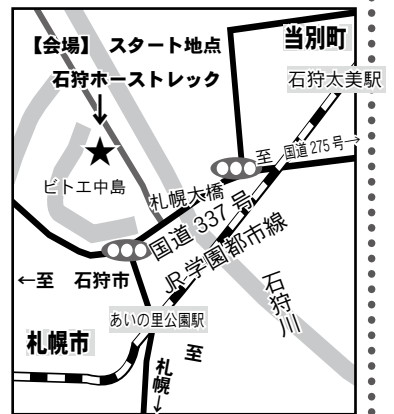 【会場】 スタート地点
石狩ホーストレック
当別町
石狩太美駅
至 国道275号→
ビトエ中島
札幌大橋
国道337号
JR学園都市線
石狩川
←至 石狩市
あいの里公園駅
札幌市
至 札幌→